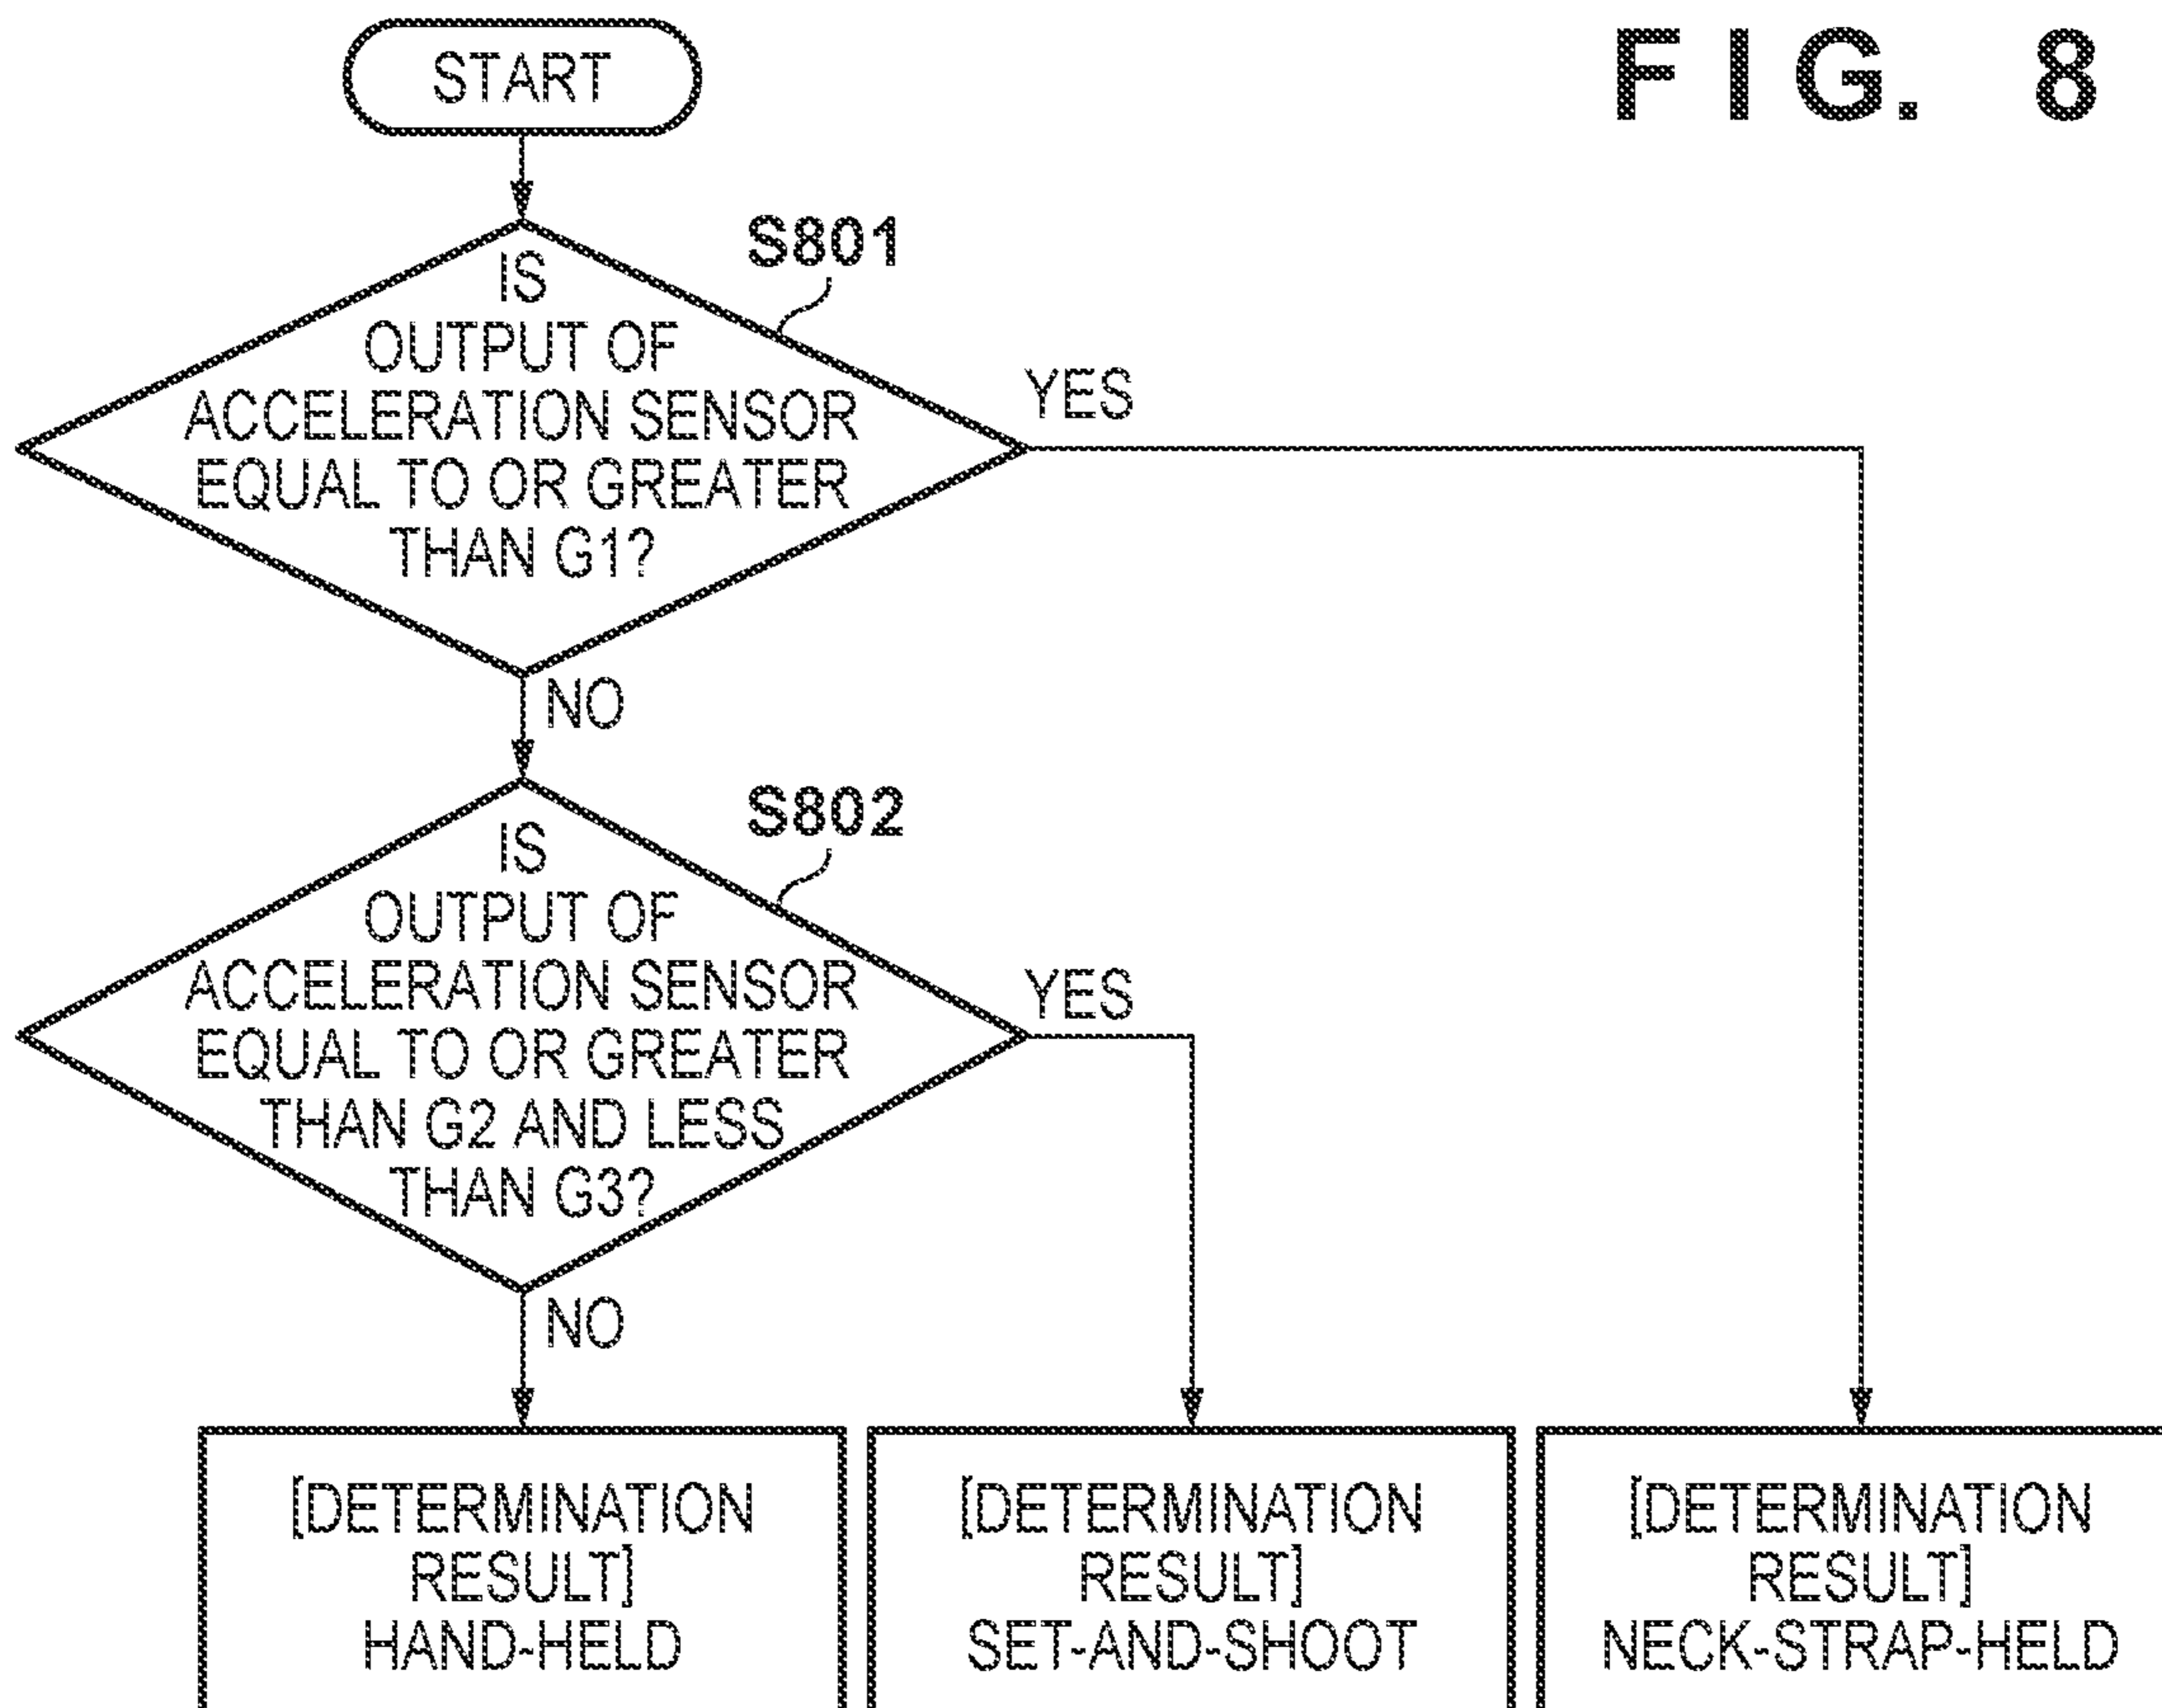 FIG. 8
START
S801
IS
OUTPUT OF
ACCELERATION SENSOR
EQUAL TO OR GREATER
THAN G1?
YES
NO
S802
IS
OUTPUT OF
ACCELERATION SENSOR
EQUAL TO OR GREATER
THAN G2 AND LESS
THAN G3?
YES
NO
[DETERMINATION
RESULT]
HAND-HELD
[DETERMINATION
RESULT]
SET-AND-SHOOT
[DETERMINATION
RESULT]
NECK-STRAP-HELD